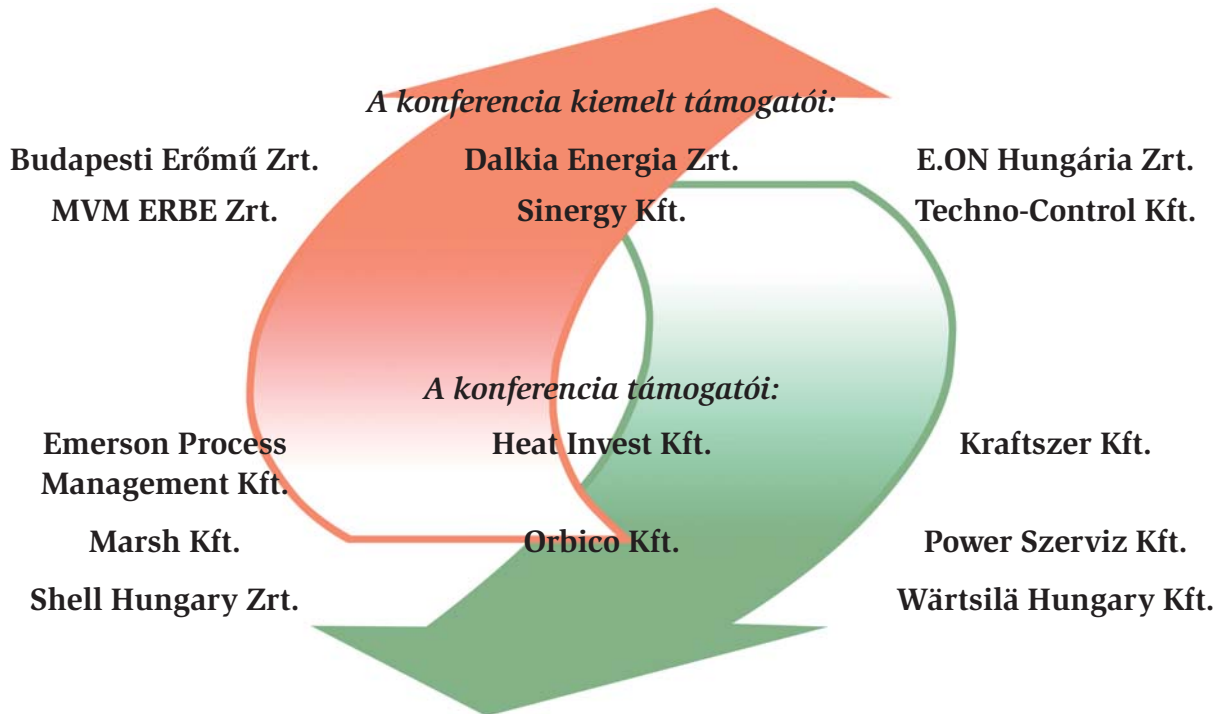 A konferencia kiemelt támogatói:
Budapesti Erőmű Zrt. Dalkia Energia Zrt. E.ON Hungária Zrt.
MVM ERBE Zrt. Sinergy Kft. Techno-Control Kft.
A konferencia támogatói:
Emerson Process Heat Invest Kft. Kraftszer Kft.
Management Kft.
Marsh Kft. Orbico Kft. Power Szerviz Kft.
Shell Hungary Zrt. Wärtsilä Hungary Kft.